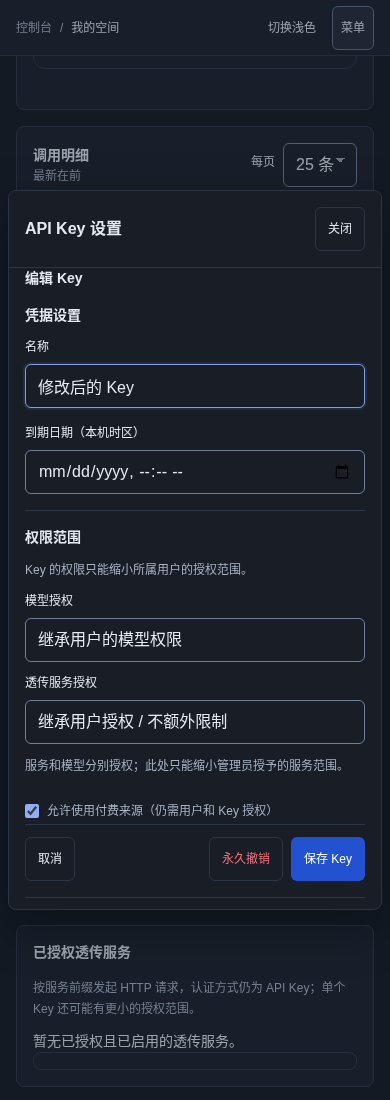 控制台 / 我的空间
切换浅色
菜单
调用明细
最新在前
每页
25 条
API Key 设置
关闭
编辑 Key
凭据设置
名称
修改后的 Key
到期日期（本机时区）
mm/dd/yyyy, --:-- --
权限范围
Key 的权限只能缩小所属用户的授权范围。
模型授权
继承用户的模型权限
透传服务授权
继承用户授权 / 不额外限制
服务和模型分别授权；此处只能缩小管理员授予的服务范围。
允许使用付费来源（仍需用户和 Key 授权）
取消
永久撤销
保存 Key
已授权透传服务
按服务前缀发起 HTTP 请求，认证方式仍为 API Key；单个
Key 还可能有更小的授权范围。
暂无已授权且已启用的透传服务。